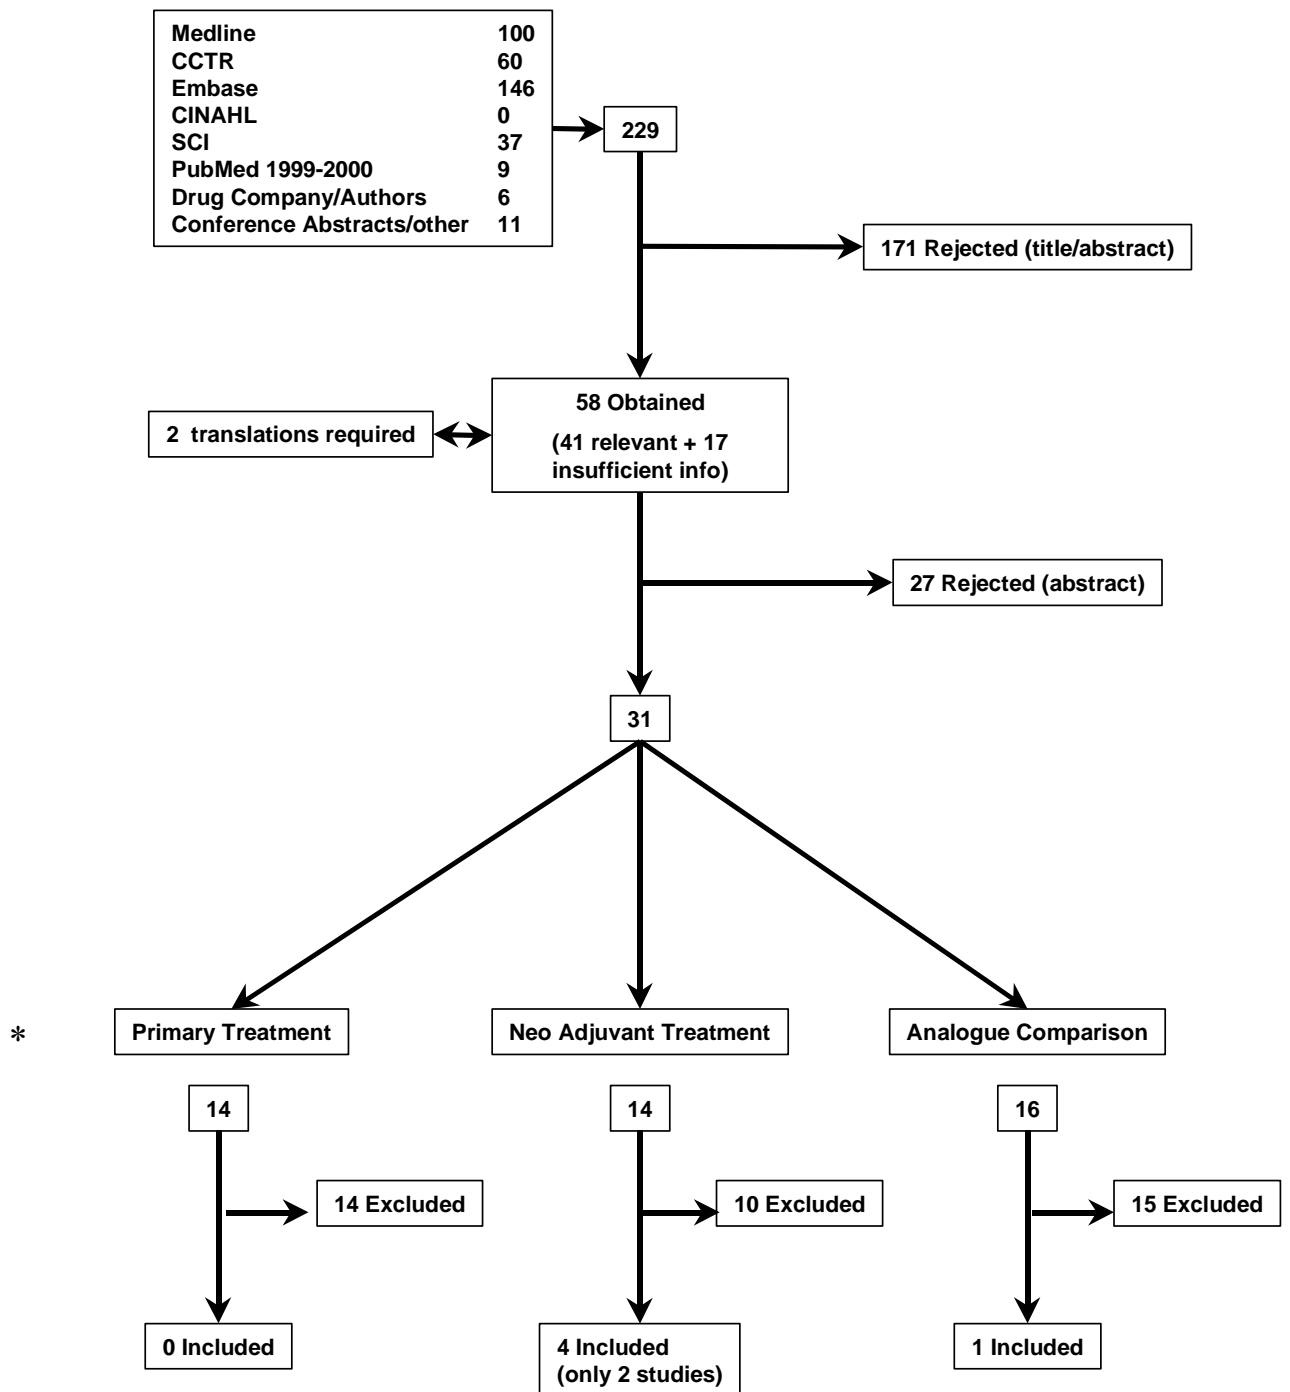 Medline 100
CCTR 60
Embase 146
CINAHL 0
SCI 37
PubMed 1999-2000 9
Drug Company/Authors 6
Conference Abstracts/other 11
229
171 Rejected (title/abstract)
58 Obtained
(41 relevant + 17
insufficient info)
2 translations required
27 Rejected (abstract)
31
*
Primary Treatment
Neo Adjuvant Treatment
Analogue Comparison
14
14
16
14 Excluded
10 Excluded
15 Excluded
0 Included
4 Included
(only 2 studies)
1 Included